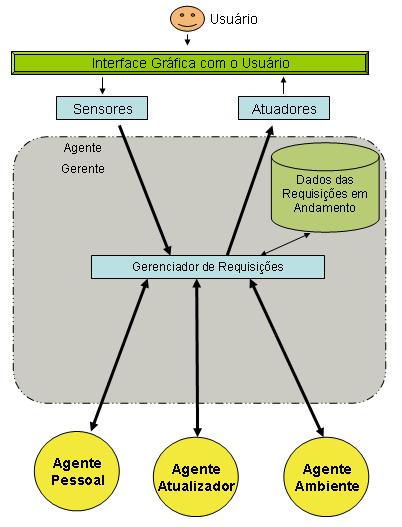 Usuário
Interface Gráfica com o Usuário
Sensores
Atuadores
Agente
Gerente
Dados das
Requisições em
Andamento
Gerenciador de Requisições
Agente
Pessoal
Agente
Atualizador
Agente
Ambiente